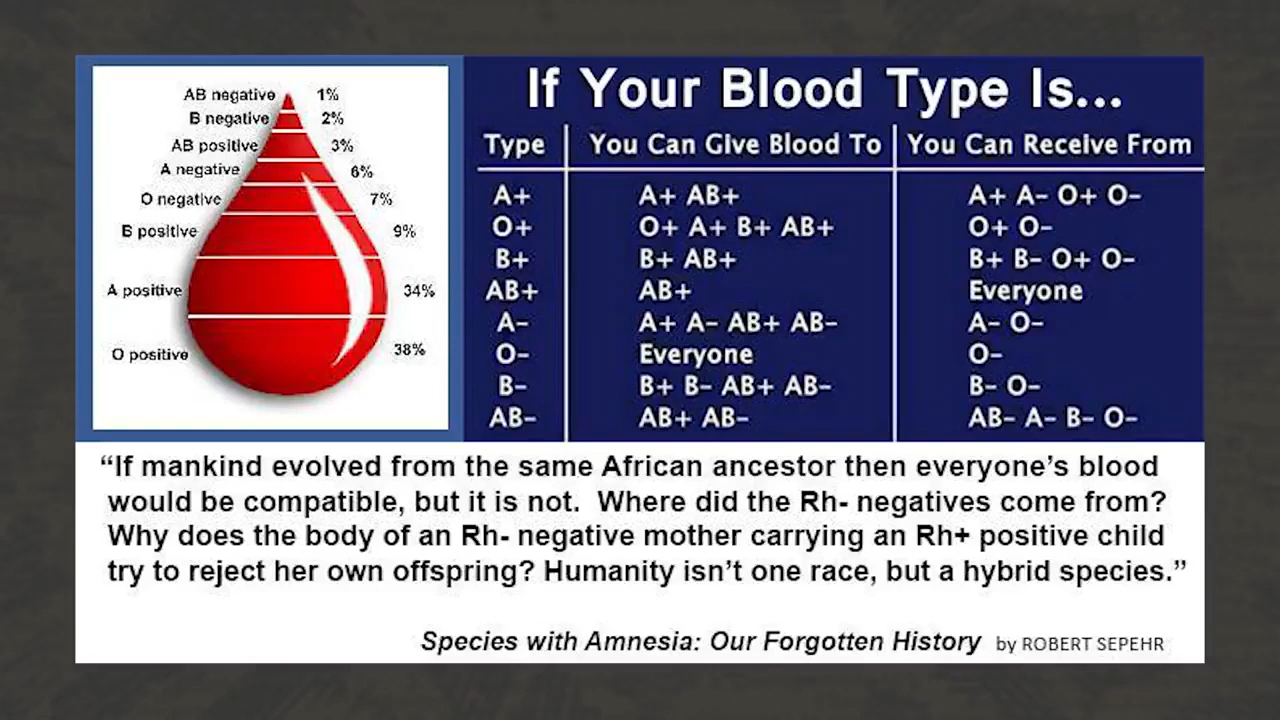 AB negative 1%
B negative 2%
AB positive 3%
A negative 6%
O negative 7%
B positive 9%
A positive 34%
O positive 38%
If Your Blood Type Is...
Type You Can Give Blood To You Can Receive From
A+ A+ AB+ A+ A- O+ O-
O+ O+ A+ B+ AB+ O+ O-
B+ B+ AB+ B+ B- O+ O-
AB+ AB+ Everyone
A- A+ A- AB+ AB- A- O-
O- Everyone O-
B- B+ B- AB+ AB- B- O-
AB- AB+ AB- AB- A- B- O-
“If mankind evolved from the same African ancestor then everyone’s blood
would be compatible, but it is not. Where did the Rh- negatives come from?
Why does the body of an Rh- negative mother carrying an Rh+ positive child
try to reject her own offspring? Humanity isn’t one race, but a hybrid species.”
Species with Amnesia: Our Forgotten History by ROBERT SEPEHR